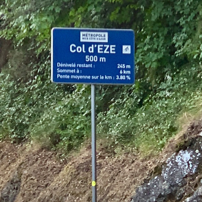 METROPOLE
NICE CÔTE D'AZUR
Col d'EZE
500 m
Dénivelé restant : 245 m
Sommet à : 6 km
Pente moyenne sur le km : 3.80 %